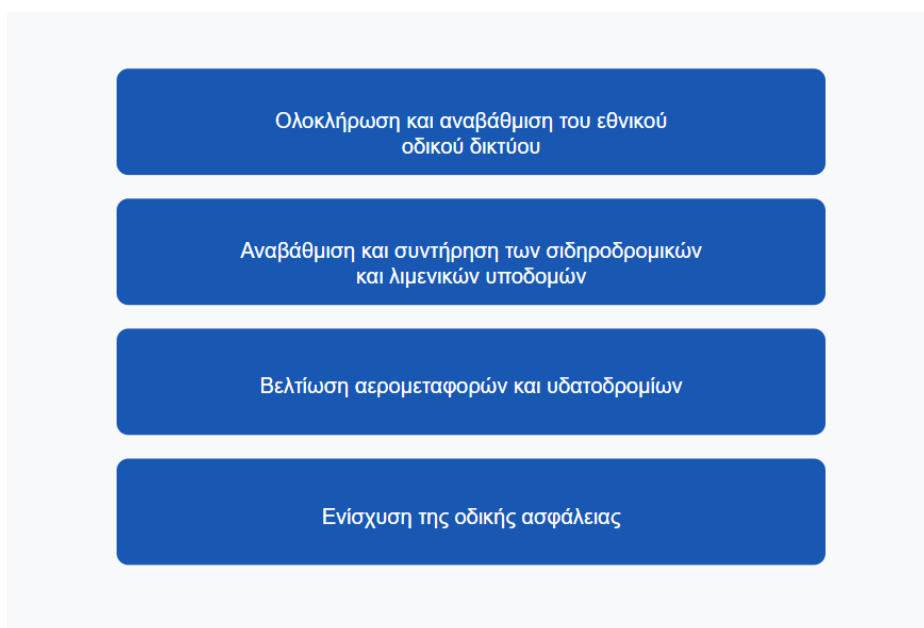 Ολοκλήρωση και αναβάθμιση του εθνικού
οδικού δικτύου
Αναβάθμιση και συντήρηση των σιδηροδρομικών
και λιμενικών υποδομών
Βελτίωση αερομεταφορών και υδατοδρομίων
Ενίσχυση της οδικής ασφάλειας